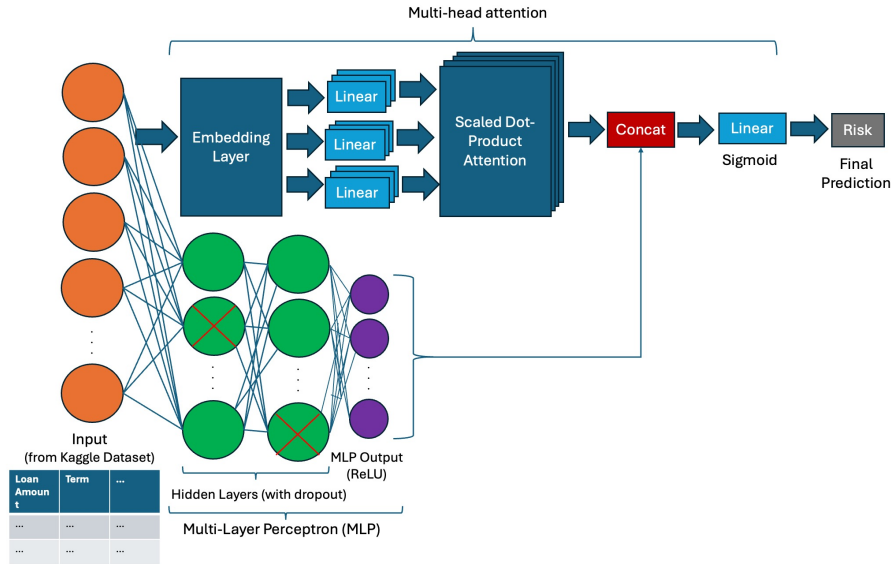 Multi-head attention
Embedding
Layer
Linear
Linear
Linear
Scaled Dot-
Product
Attention
Concat
Linear
Sigmoid
Risk
Final
Prediction
Input
(from Kaggle Dataset)
Loan
Amoun
t
Term
...
... ... ...
... ... ...
MLP Output
(ReLU)
Hidden Layers (with dropout)
Multi-Layer Perceptron (MLP)